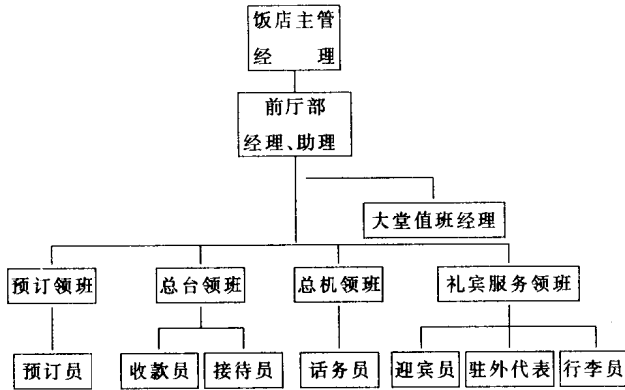 饭店主管
经 理
前厅部
经理、助理
大堂值班经理
预订领班
总台领班
总机领班
礼宾服务领班
预订员
收款员
接待员
话务员
迎宾员
驻外代表
行李员